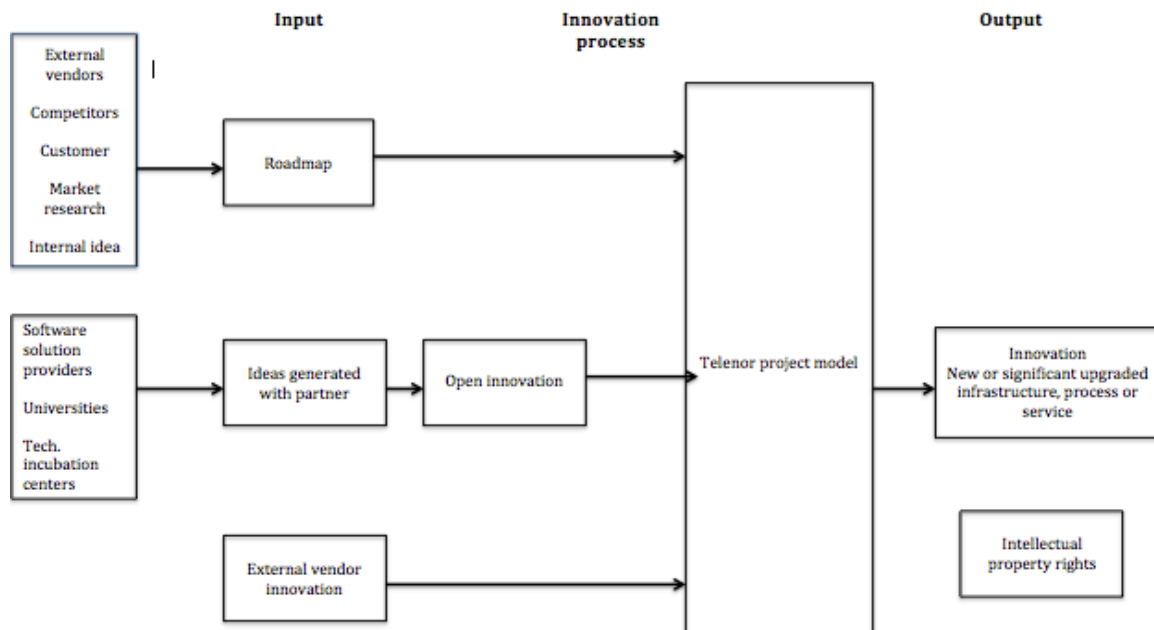 Input
Innovation
process
Output
External
vendors
Competitors
Customer
Market
research
Internal idea
Roadmap
Software
solution
providers
Universities
Tech.
incubation
centers
Ideas generated
with partner
Open innovation
Telenor project model
Innovation
New or significant upgraded
infrastructure, process or
service
External vendor
innovation
Intellectual
property rights